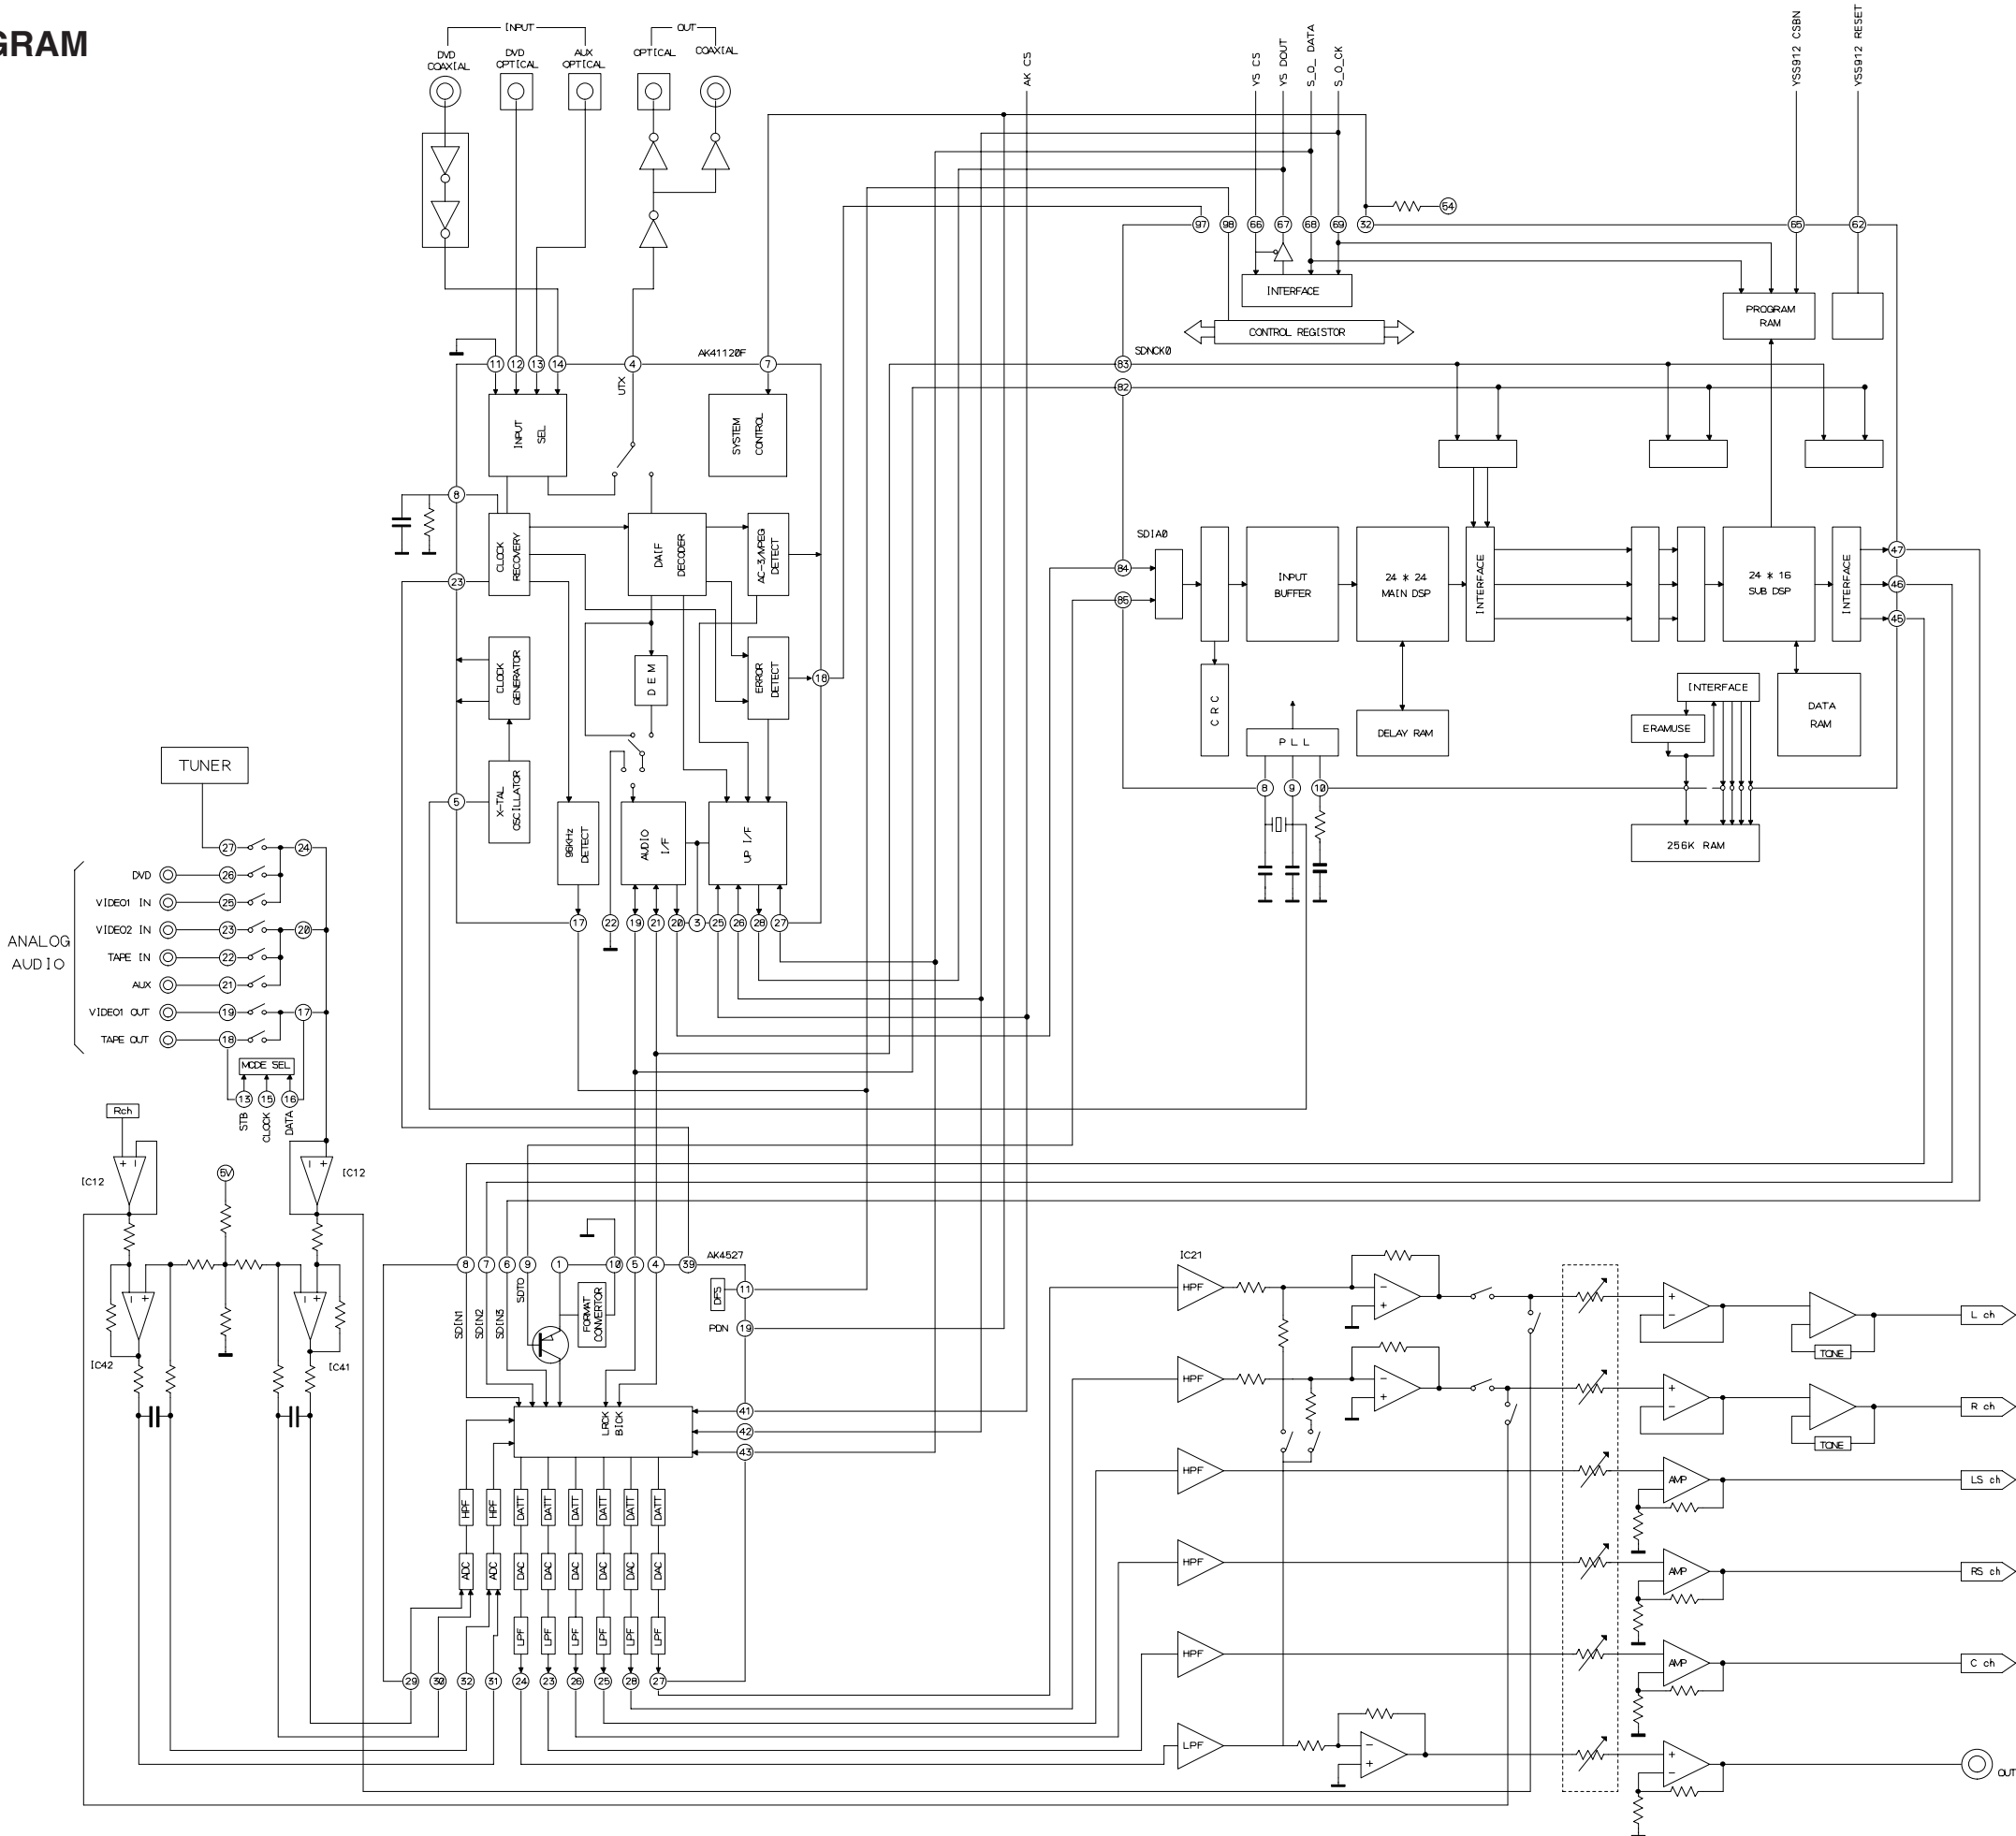 GRAM
INPUT
OUT
DVD
COAXIAL
DVD
OPTICAL
AUX
OPTICAL
OPTICAL
COAXIAL
AK CS
YS CS
YS DOUT
S_O_ DATA
S_O_CK
YSS912 CSBN
YSS912 RESET
54
97
98
66
67
68
69
32
65
62
INTERFACE
CONTROL REGISTOR
PROGRAM
RAM
AK41120F
11
12
13
14
4
7
UTX
INPUT
SEL
SYSTEM
CONTROL
83
SDNCK0
82
8
CLOCK
RECOVERY
DAIF
DECODER
AC-3/MPEG
DETECT
23
SDIA0
84
85
INPUT
BUFFER
24 * 24
MAIN DSP
INTERFACE
24 * 16
SUB DSP
INTERFACE
47
46
45
CLOCK
GENERATOR
D E M
ERROR
DETECT
18
C R C
P L L
DELAY RAM
INTERFACE
ERAMUSE
DATA
RAM
8
9
10
256K RAM
5
X-TAL
OSCILLATOR
96KHz
DETECT
AUDIO
I/F
UP I/F
17
22
19
21
20
3
25
26
28
27
TUNER
27
24
DVD
26
VIDEO1 IN
25
VIDEO2 IN
23
20
ANALOG
AUDIO
TAPE IN
22
AUX
21
VIDEO1 OUT
19
17
TAPE OUT
18
MODE SEL
13
15
16
STB
CLOCK
DATA
Rch
+ -
IC12
5V
- +
IC12
IC42
IC41
8
7
6
9
1
10
5
4
39
AK4527
SDIN1
SDIN2
SDIN3
SDTO
FORMAT
CONVERTOR
DFS
11
PDN
19
LRCK
BICK
41
42
43
HPF
HPF
DATT
DATT
DATT
DATT
DATT
DATT
ADC
ADC
DAC
DAC
DAC
DAC
DAC
DAC
LPF
LPF
LPF
LPF
LPF
LPF
29
30
32
31
24
23
26
25
28
27
IC21
HPF
TONE
L ch
HPF
TONE
R ch
HPF
AMP
LS ch
HPF
AMP
RS ch
HPF
AMP
C ch
LPF
OUT